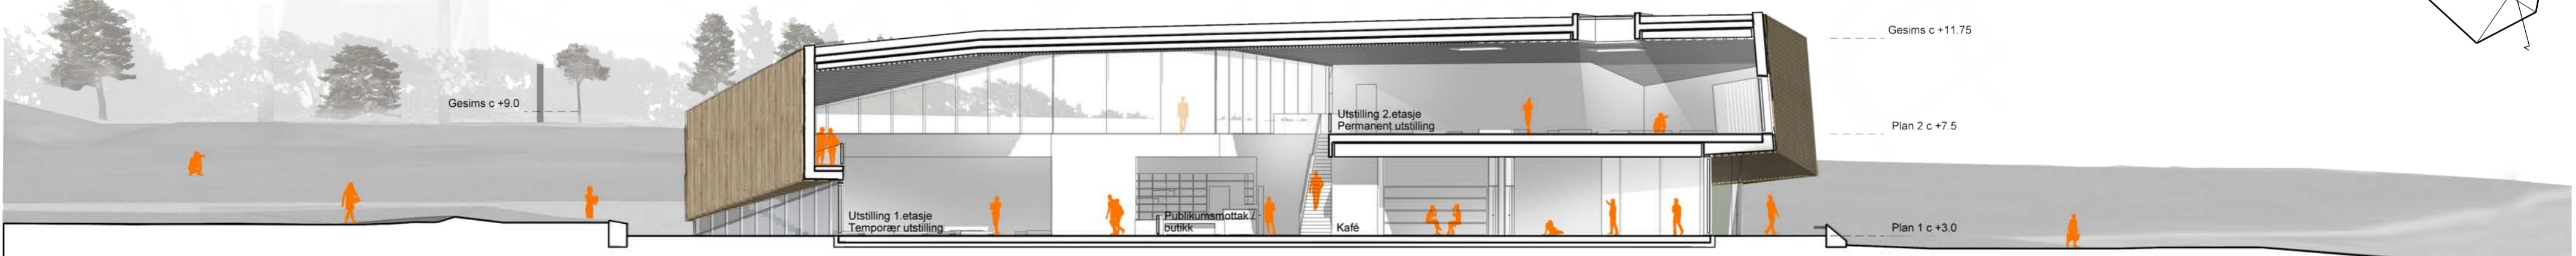 Gesims c +11.75
Gesims c +9.0
Utstilling 2.etasje
Permanent utstilling
Plan 2 c +7.5
Utstilling 1.etasje
Temporær utstilling
Publikumsmottak /
butikk
Kafé
Plan 1 c +3.0